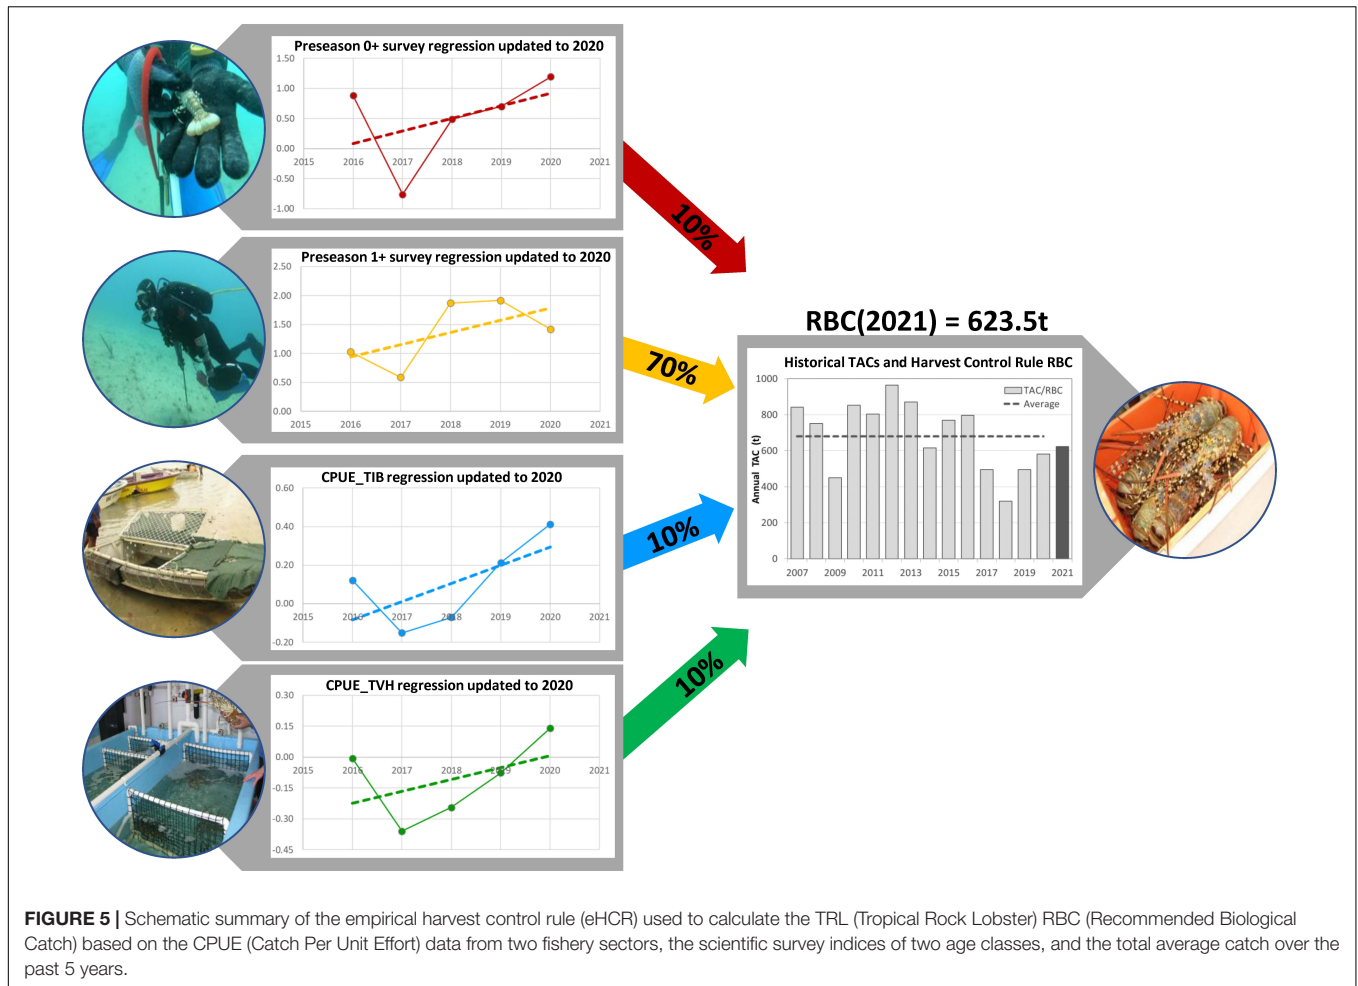 Preseason 0+ survey regression updated to 2020
1.50
1.00
0.50
0.00
-0.50
-1.00
2015 2016 2017 2018 2019 2020 2021
10%
Preseason 1+ survey regression updated to 2020
2.50
2.00
1.50
1.00
0.50
0.00
2015 2016 2017 2018 2019 2020 2021
70%
CPUE_TIB regression updated to 2020
0.60
0.40
0.20
0.00
-0.20
2015 2016 2017 2018 2019 2020 2021
10%
CPUE_TVH regression updated to 2020
0.30
0.15
0.00
-0.15
-0.30
-0.45
2015 2016 2017 2018 2019 2020 2021
10%
RBC(2021) = 623.5t
Historical TACs and Harvest Control Rule RBC
Annual TAC (t)
1000
800
600
400
200
0
TAC/RBC
Average
2007 2009 2011 2013 2015 2017 2019 2021
FIGURE 5 | Schematic summary of the empirical harvest control rule (eHCR) used to calculate the TRL (Tropical Rock Lobster) RBC (Recommended Biological
Catch) based on the CPUE (Catch Per Unit Effort) data from two fishery sectors, the scientific survey indices of two age classes, and the total average catch over the
past 5 years.